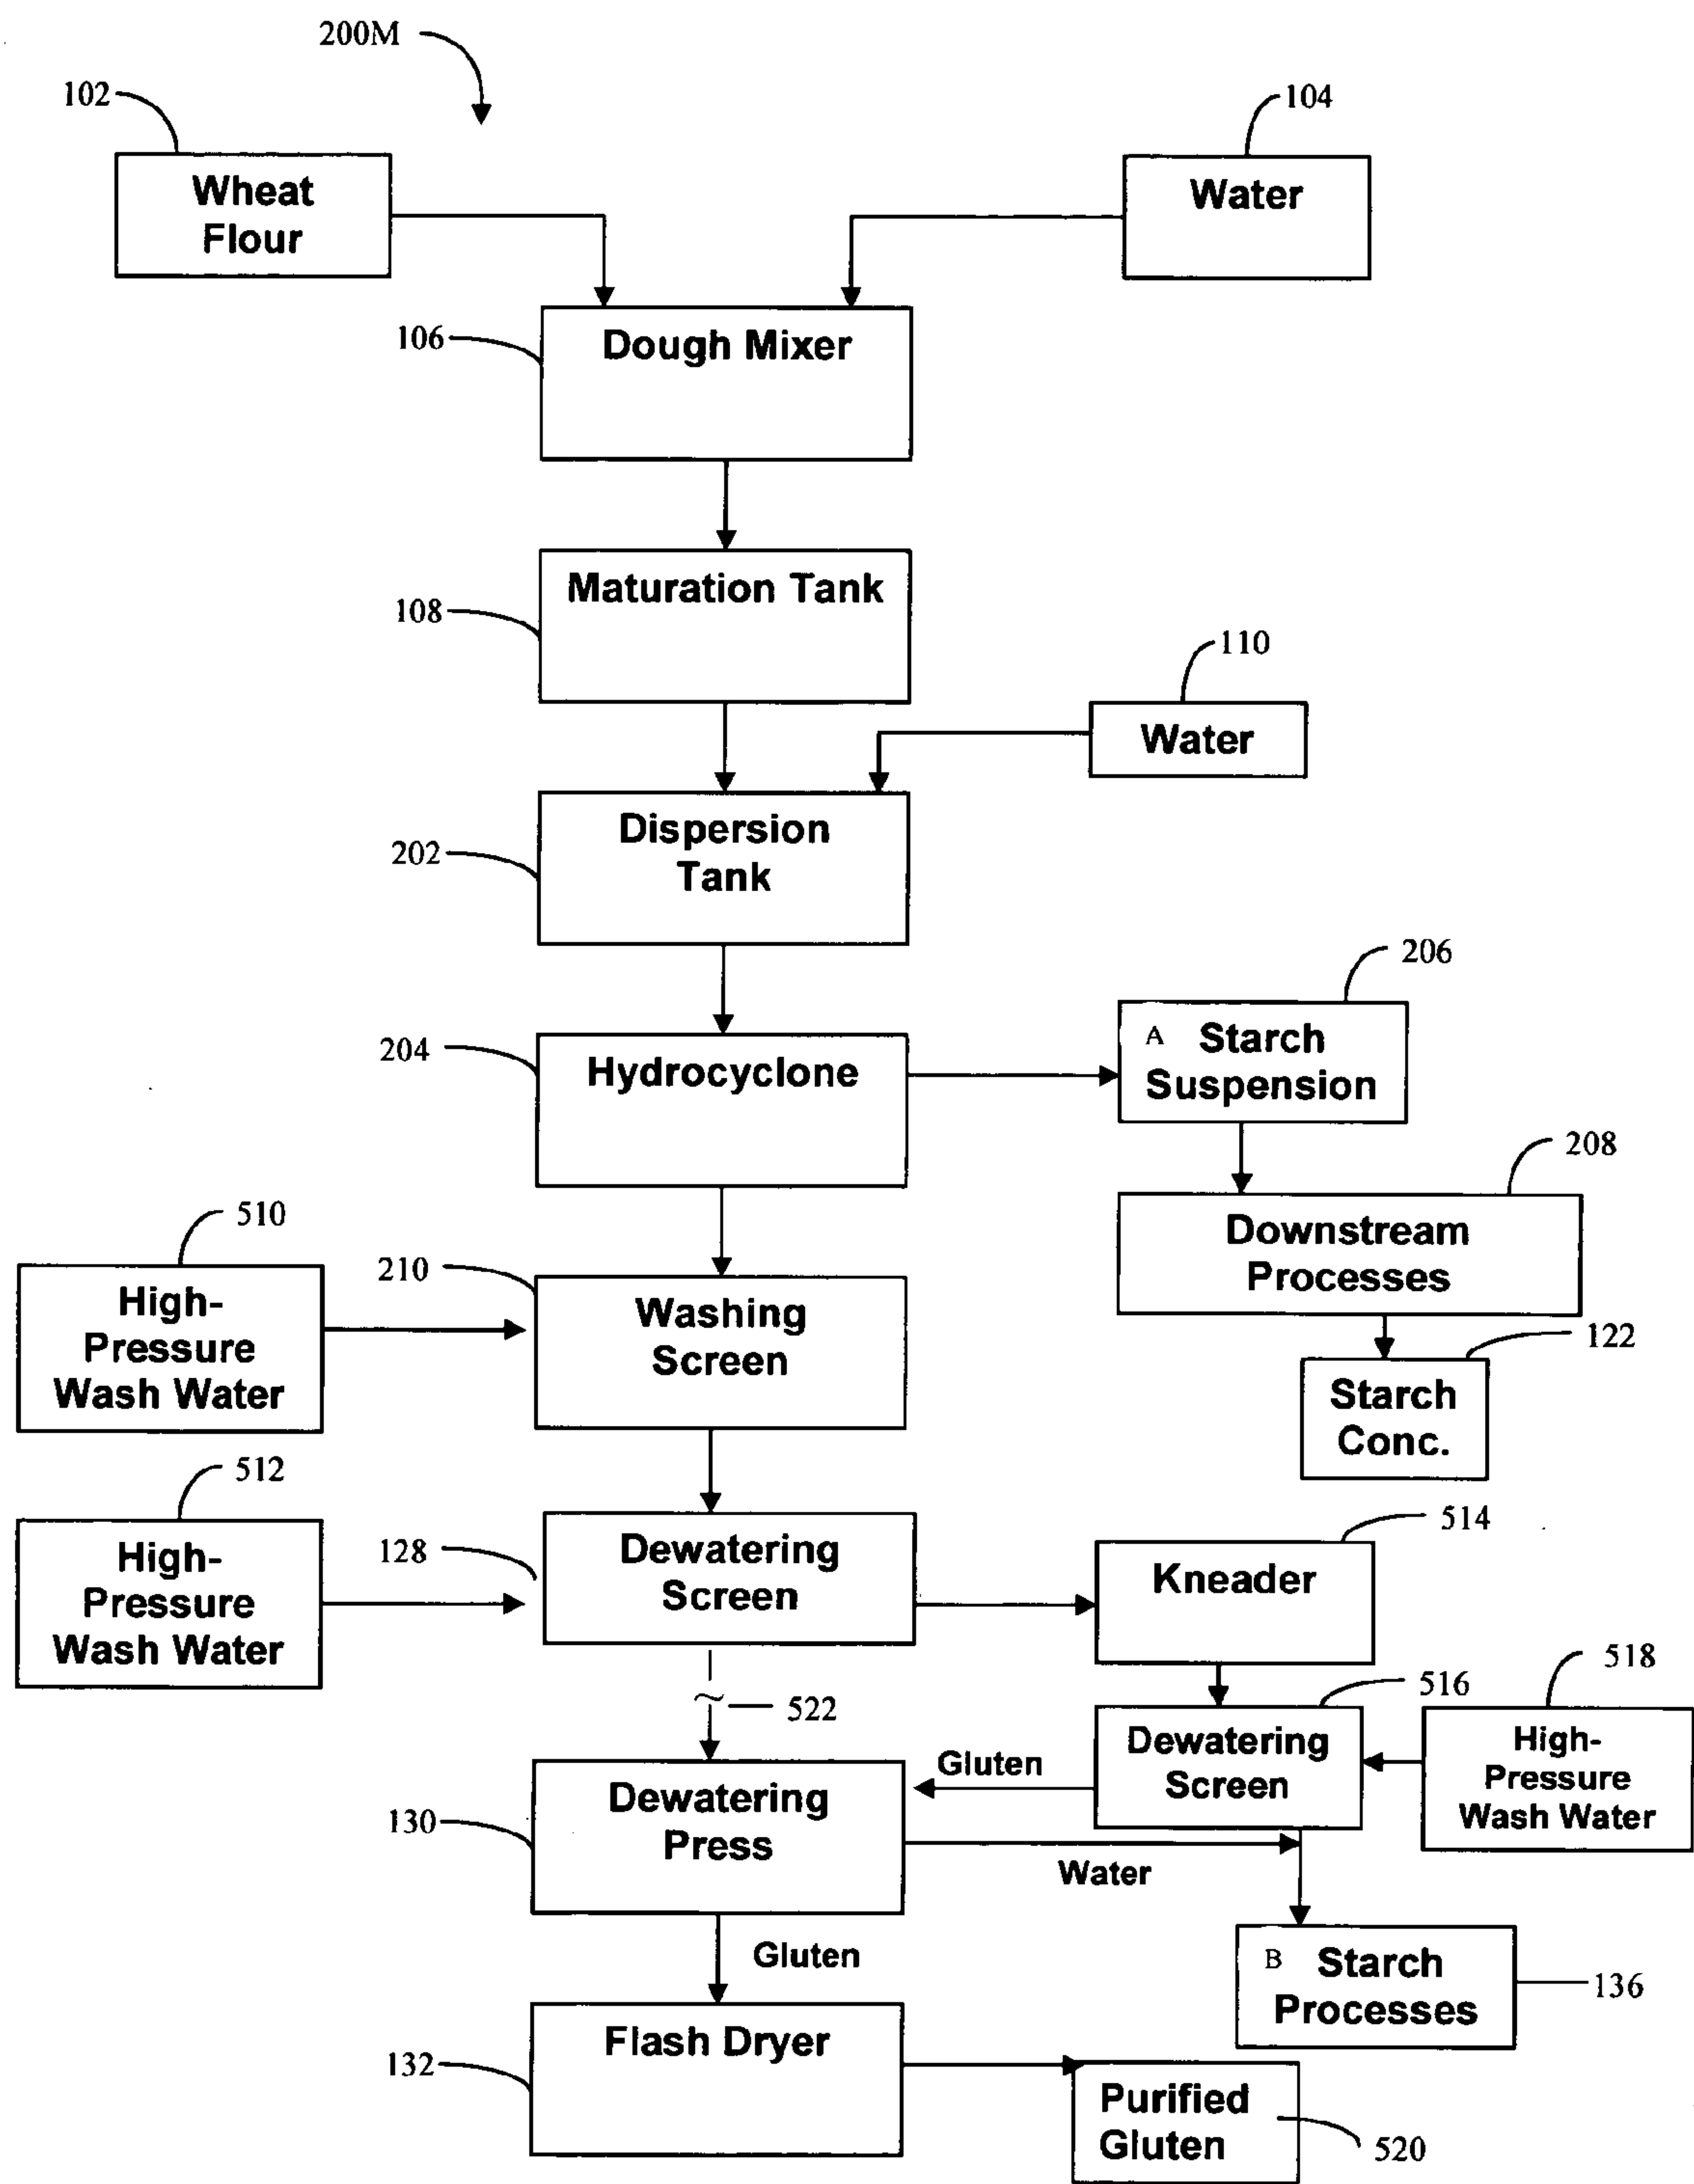 200M
102
104
Wheat
Flour
Water
106
Dough Mixer
108
Maturation Tank
110
Water
202
Dispersion
Tank
206
204
Hydrocyclone
A Starch
Suspension
208
Downstream
Processes
510
High-
Pressure
Wash Water
210
Washing
Screen
122
Starch
Conc.
512
High-
Pressure
Wash Water
128
Dewatering
Screen
514
Kneader
522
516
518
Dewatering
Screen
High-
Pressure
Wash Water
Gluten
130
Dewatering
Press
Water
Gluten
B Starch
Processes
136
132
Flash Dryer
Purified
Gluten
520